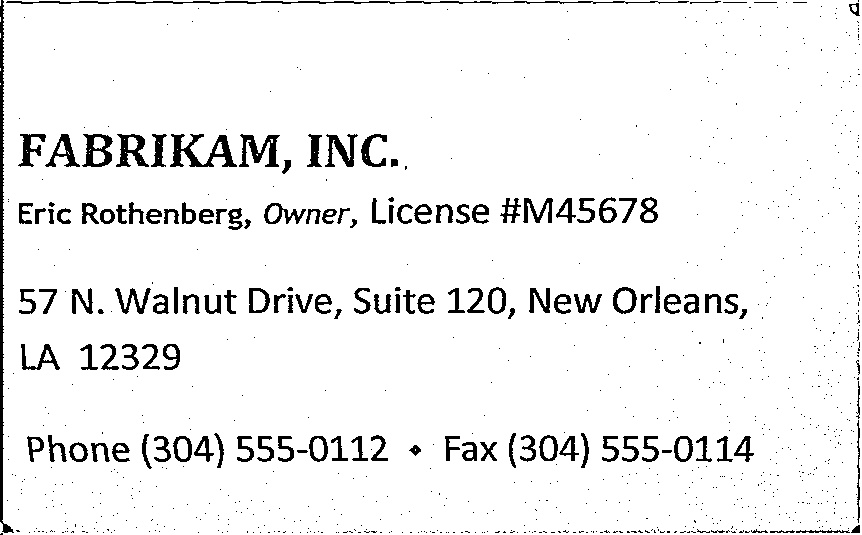 FABRIKAM, INC.
Eric Rothenberg, Owner, License #M45678
57 N. Walnut Drive, Suite 120, New Orleans,
LA 12329
Phone (304) 555-0112 ⬥ Fax (304) 555-0114